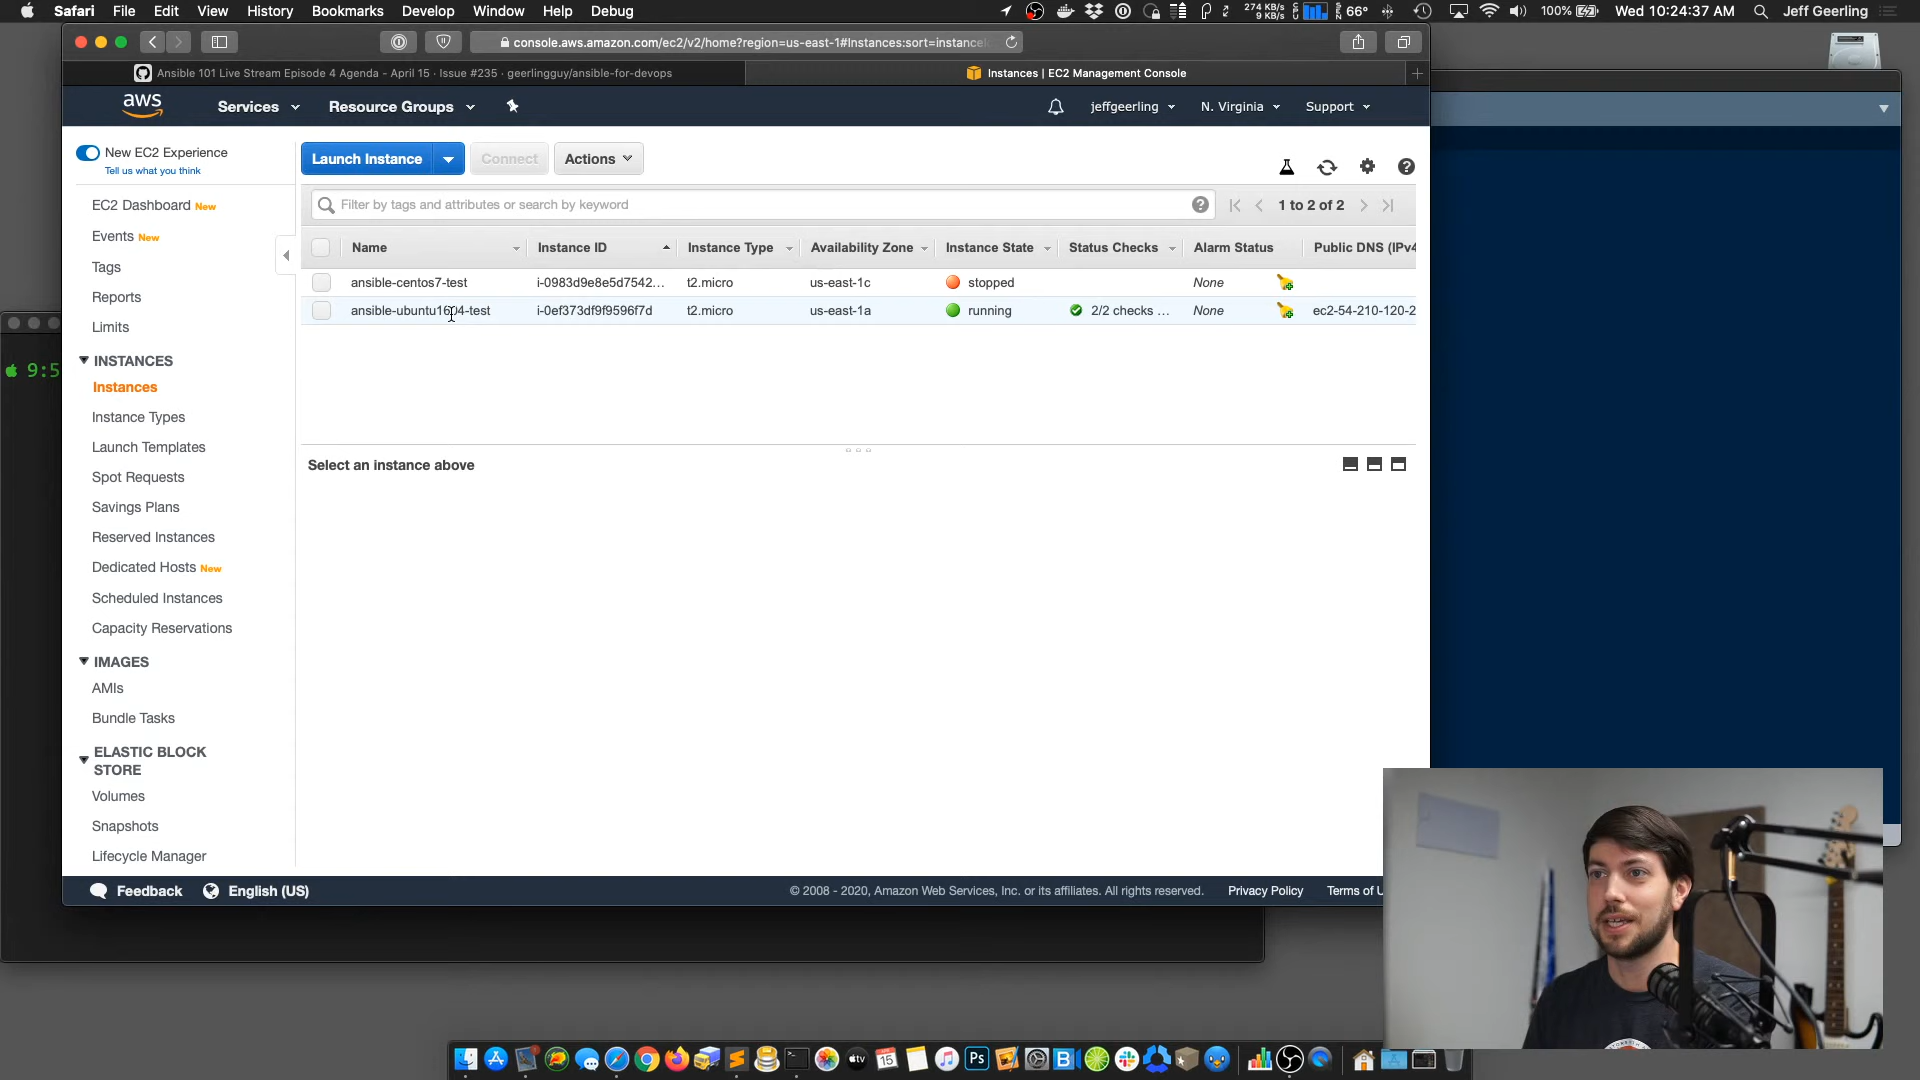 Safari File Edit View History Bookmarks Develop Window Help Debug
274 KB/s
9 KB/s
66°
100%
Wed 10:24:37 AM
Jeff Geerling
console.aws.amazon.com/ec2/v2/home?region=us-east-1#Instances:sort=instanceI
Ansible 101 Live Stream Episode 4 Agenda - April 15 · Issue #235 · geerlingguy/ansible-for-devops
Instances | EC2 Management Console
aws
Services
Resource Groups
jeffgeerling
N. Virginia
Support
New EC2 Experience
Tell us what you think
Launch Instance
Connect
Actions
EC2 Dashboard New
Events New
Tags
Reports
Limits
INSTANCES
Instances
Instance Types
Launch Templates
Spot Requests
Savings Plans
Reserved Instances
Dedicated Hosts New
Scheduled Instances
Capacity Reservations
IMAGES
AMIs
Bundle Tasks
ELASTIC BLOCK
STORE
Volumes
Snapshots
Lifecycle Manager
Filter by tags and attributes or search by keyword
1 to 2 of 2
Name Instance ID Instance Type Availability Zone Instance State Status Checks Alarm Status Public DNS (IPv4
ansible-centos7-test i-0983d9e8e5d7542... t2.micro us-east-1c stopped None
ansible-ubuntu1604-test i-0ef373df9f9596f7d t2.micro us-east-1a running 2/2 checks ... None ec2-54-210-120-2
Select an instance above
9:5
Feedback
English (US)
© 2008 - 2020, Amazon Web Services, Inc. or its affiliates. All rights reserved.
Privacy Policy
Terms of U
15
tv
Ps